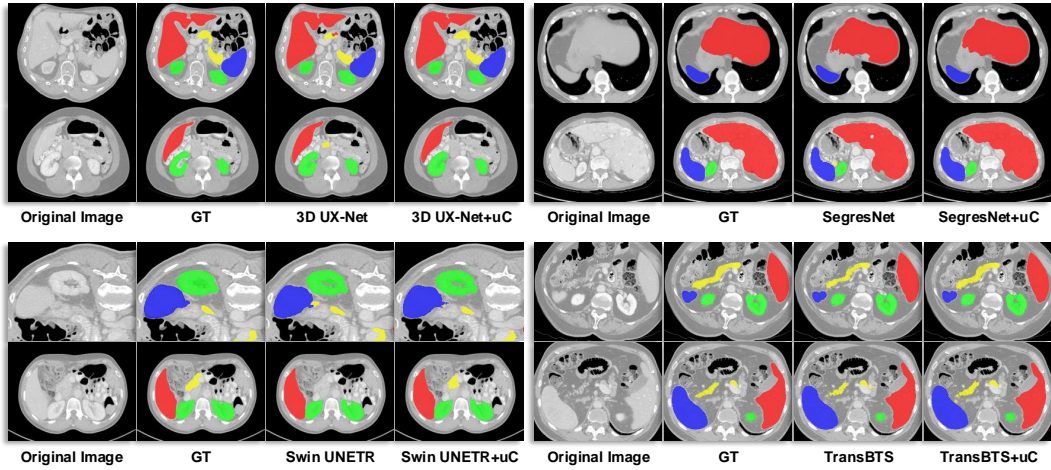 Original Image GT 3D UX-Net 3D UX-Net+uC Original Image GT SegresNet SegresNet+uC
Original Image GT Swin UNETR Swin UNETR+uC Original Image GT TransBTS TransBTS+uC